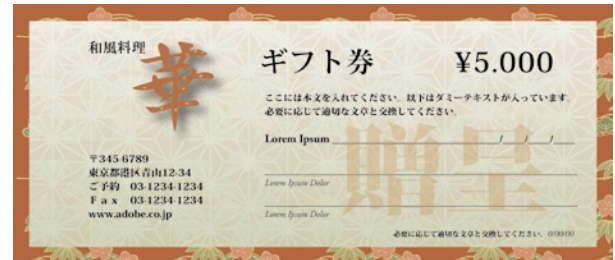 和風料理
華
〒345-6789
東京都港区青山12-34
ご予約 03-1234-1234
Fax 03-1234-1234
www.adobe.co.jp
ギフト券 ¥5.000
ここには本文を入れてください。以下はダミーテキストが入っています。
必要に応じて適切な文章と交換してください。
贈呈
Lorem Ipsum / / /
Lorem Ipsum Dolor
Lorem Ipsum Dolor
必要に応じて適切な文章と交換してください。 0/00/00